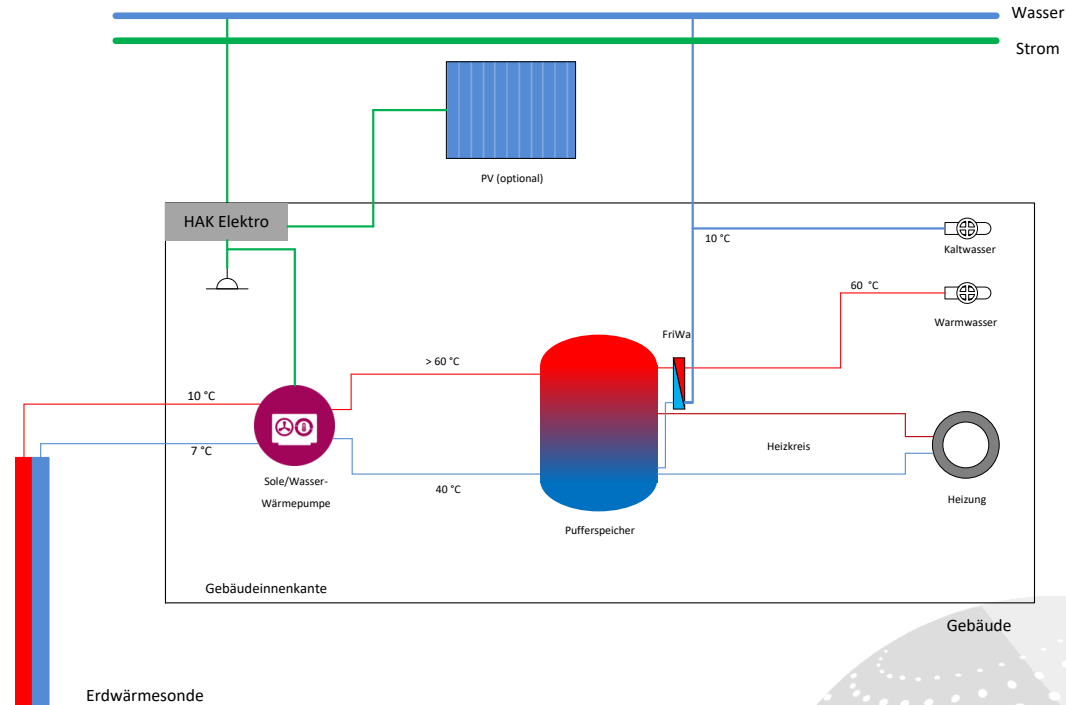 Wasser
Strom
PV (optional)
HAK Elektro
10 °C
Kaltwasser
60 °C
Warmwasser
FriWa
> 60 °C
10 °C
7 °C
Heizkreis
40 °C
Sole/Wasser-
Wärmepumpe
Heizung
Pufferspeicher
Gebäudeinnenkante
Gebäude
Erdwärmesonde